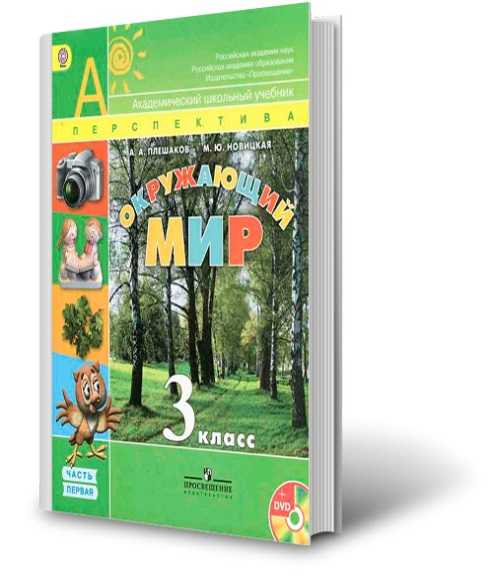 Российская академия наук
Российская академия образования
Издательство «Просвещение»
А
Академический школьный учебник
ПЕРСПЕКТИВА
А. А. ПЛЕШАКОВ М. Ю. НОВИЦКАЯ
ОКРУЖАЮЩИЙ
МИР
3 класс
ЧАСТЬ
ПЕРВАЯ
ПРОСВЕЩЕНИЕ
ИЗДАТЕЛЬСТВО
+
DVD